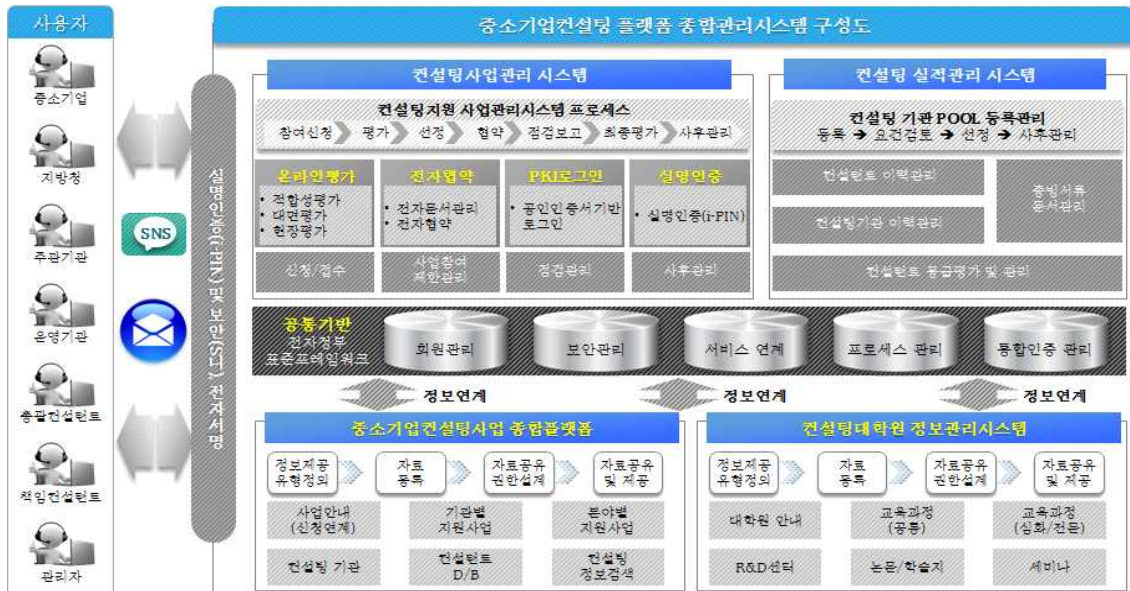 사용자
중소기업
지방청
주관기관
운영기관
총괄컨설턴트
책임컨설턴트
관리자
SNS
실명인증(i-PIN) 및 보안(SSL), 전자서명
중소기업컨설팅 플랫폼 종합관리시스템 구성도
컨설팅사업관리 시스템
컨설팅지원 사업관리시스템 프로세스
참여신청 평가 선정 협약 점검보고 최종평가 사후관리
온라인평가
• 적합성평가
• 대면평가
• 현장평가
전자협약
• 전자문서관리
• 전자협약
PKI로그인
• 공인인증서기반
로그인
실명인증
• 실명인증(i-PIN)
신청/접수
사업참여
제한관리
점검관리
사후관리
컨설팅 실적관리 시스템
컨설팅 기관 POOL 등록관리
등록 → 요건검토 → 선정 → 사후관리
컨설턴트 이력관리
컨설팅기관 이력관리
증빙서류
문서관리
컨설턴트 등급평가 및 관리
공통기반
전자정부
표준프레임워크
회원관리
보안관리
서비스 연계
프로세스 관리
통합인증 관리
정보연계
정보연계
정보연계
중소기업컨설팅사업 종합플랫폼
정보제공
유형정의
자료
등록
자료공유
권한설계
자료공유
및 제공
사업안내
(신청연계)
기관별
지원사업
분야별
지원사업
컨설팅 기관
컨설턴트
D/B
컨설팅
정보검색
컨설팅대학원 정보관리시스템
정보제공
유형정의
자료
등록
자료공유
권한설계
자료공유
및 제공
대학원 안내
교육과정
(공통)
교육과정
(심화/전문)
R&D센터
논문/학술지
세미나